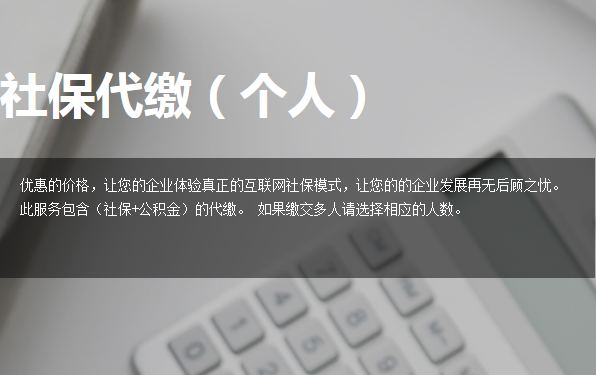 社保代缴（个人）
优惠的价格，让您的企业体验真正的互联网社保模式，让您的的企业发展再无后顾之忧。
此服务包含（社保+公积金）的代缴。 如果缴交多人请选择相应的人数。